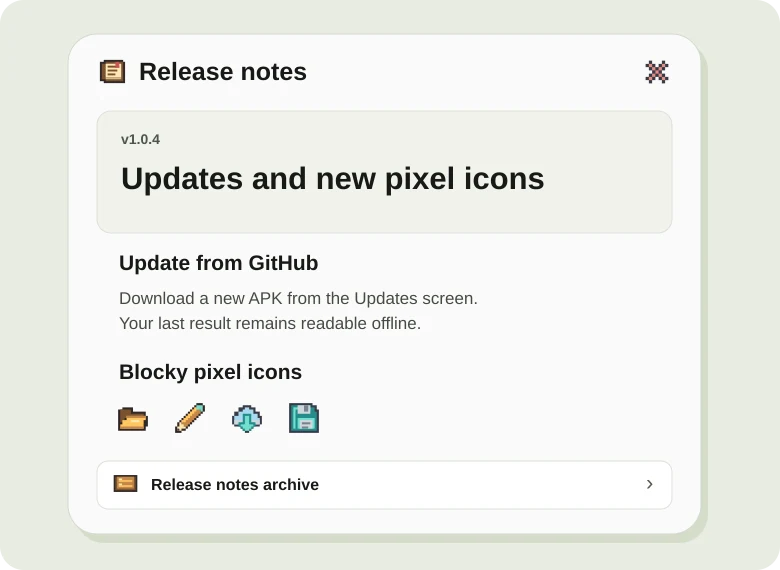 Release notes
v1.0.4
Updates and new pixel icons
Update from GitHub
Download a new APK from the Updates screen.
Your last result remains readable offline.
Blocky pixel icons
Release notes archive